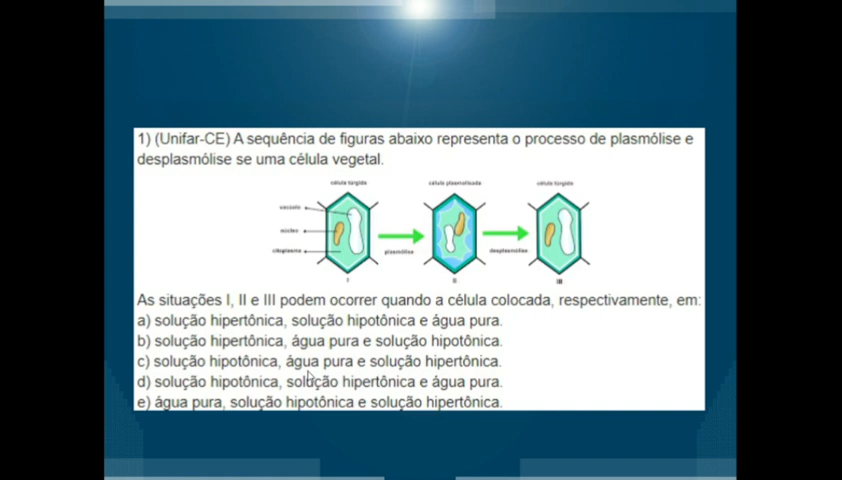 1) (Unifar-CE) A sequência de figuras abaixo representa o processo de plasmólise e
desplasmólise se uma célula vegetal.
célula túrgida
célula plasmolisada
célula túrgida
vacúolo
núcleo
citoplasma
plasmólise
desplasmólise
I
II
III
As situações I, II e III podem ocorrer quando a célula colocada, respectivamente, em:
a) solução hipertônica, solução hipotônica e água pura.
b) solução hipertônica, água pura e solução hipotônica.
c) solução hipotônica, água pura e solução hipertônica.
d) solução hipotônica, solução hipertônica e água pura.
e) água pura, solução hipotônica e solução hipertônica.